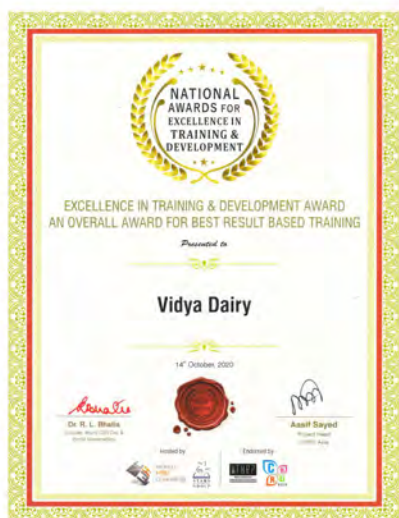 NATIONAL
AWARDS FOR
EXCELLENCE IN
TRAINING &
DEVELOPMENT
EXCELLENCE IN TRAINING & DEVELOPMENT AWARD
AN OVERALL AWARD FOR BEST RESULT BASED TRAINING
Presented to
Vidya Dairy
14th October, 2020
Dr. R. L. Bhatia
Assif Sayed
Project Head
Hosted by
Endorsed by